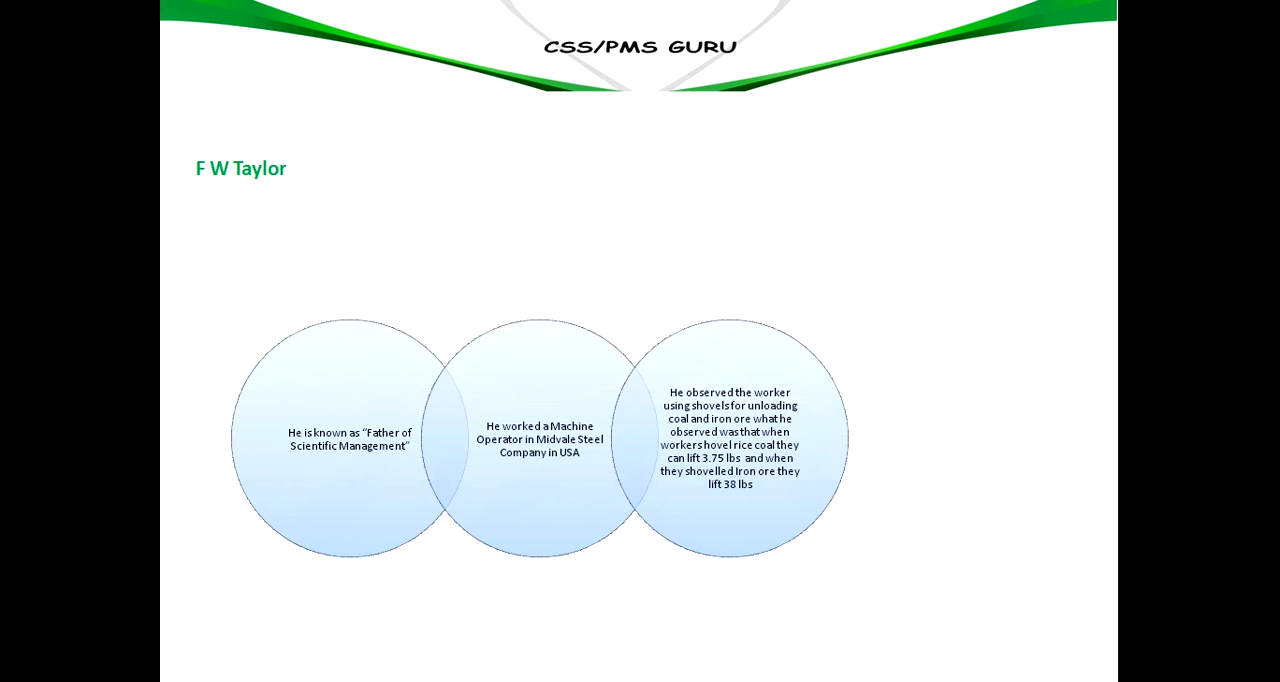 CSS/PMS GURU
F W Taylor
He is known as “Father of
Scientific Management”
He worked a Machine
Operator in Midvale Steel
Company in USA
He observed the worker
using shovels for unloading
coal and iron ore what he
observed was that when
workers hovel rice coal they
can lift 3.75 lbs and when
they shovelled Iron ore they
lift 38 lbs